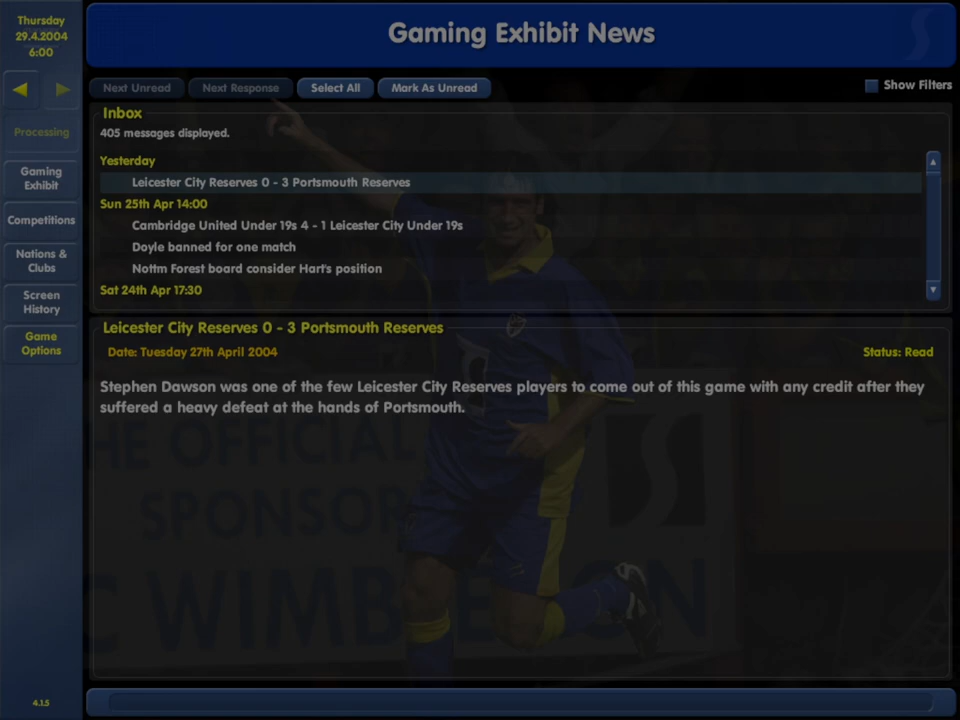 Thursday
29.4.2004
6:00
Gaming Exhibit News
Next Unread
Next Response
Select All
Mark As Unread
Show Filters
Processing
Gaming
Exhibit
Competitions
Nations &
Clubs
Screen
History
Game
Options
Inbox
405 messages displayed.
Yesterday
Leicester City Reserves 0 - 3 Portsmouth Reserves
Sun 25th Apr 14:00
Cambridge United Under 19s 4 - 1 Leicester City Under 19s
Doyle banned for one match
Nottm Forest board consider Hart's position
Sat 24th Apr 17:30
Leicester City Reserves 0 - 3 Portsmouth Reserves
Date: Tuesday 27th April 2004
Status: Read
Stephen Dawson was one of the few Leicester City Reserves players to come out of this game with any credit after they
suffered a heavy defeat at the hands of Portsmouth.
HE OFFICIAL
SPONSOR
C WIMB ON
4.1.5